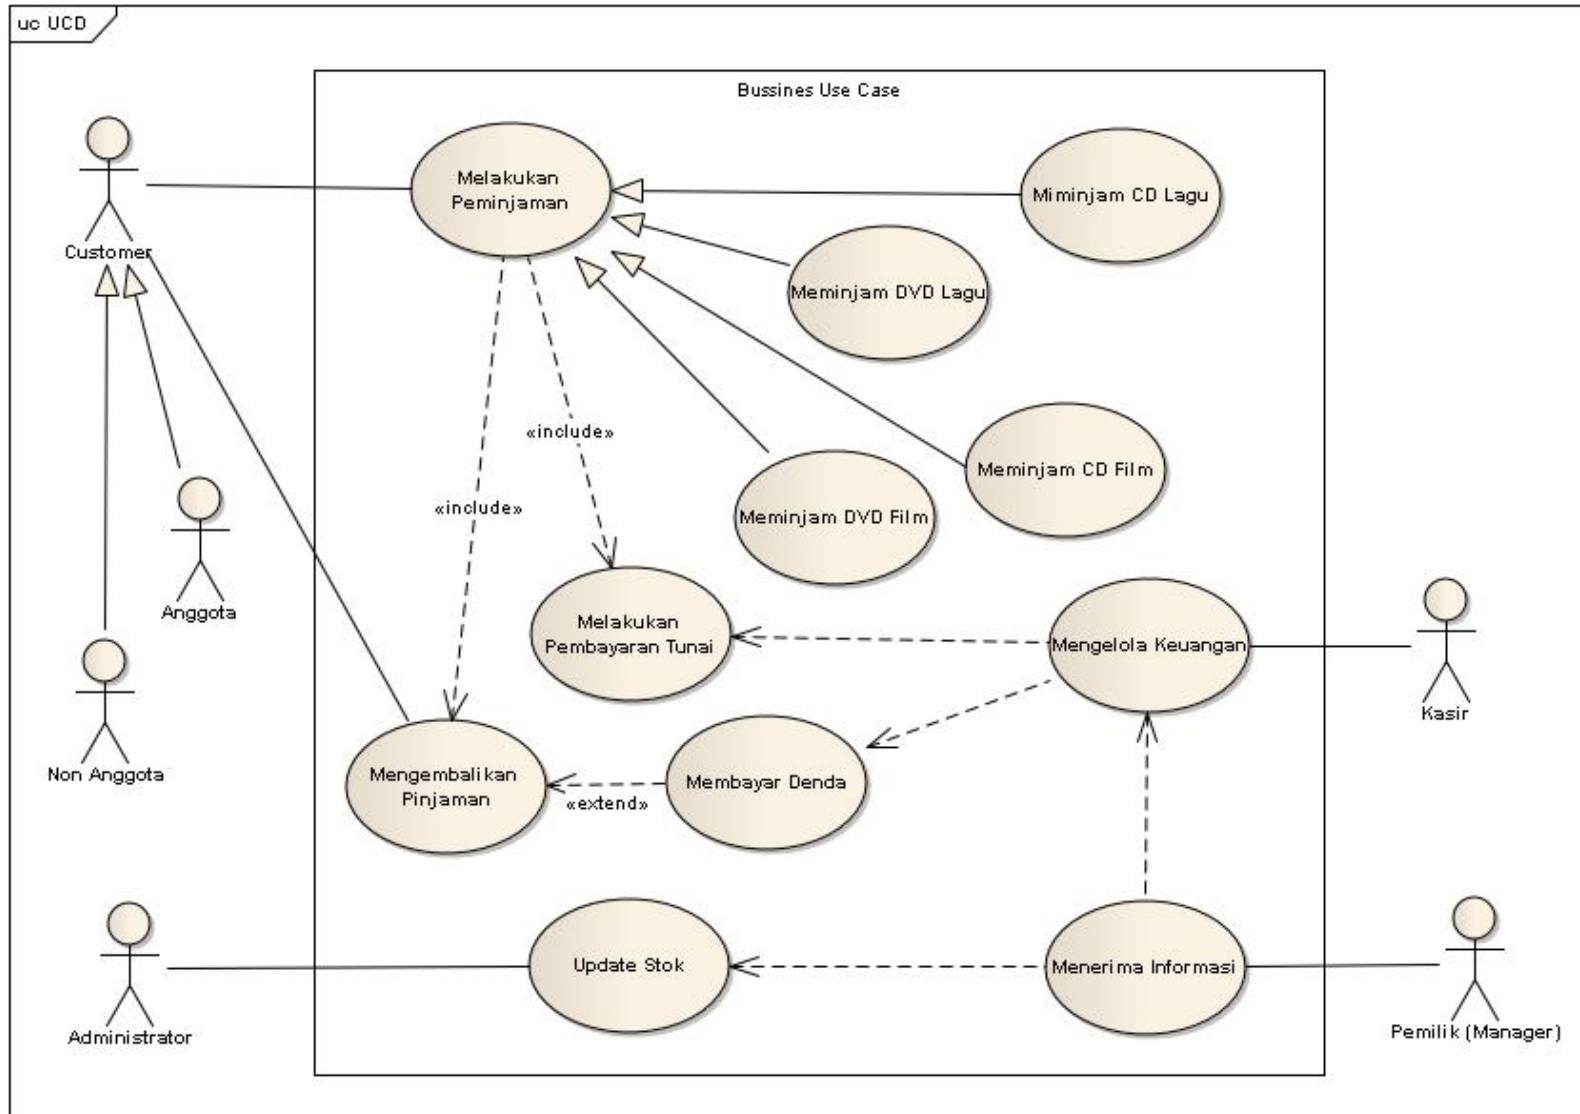 uc UCD
Bussines Use Case
Melakukan
Peminjaman
Miminjam CD Lagu
Customer
Meminjam DVD Lagu
«include»
Meminjam CD Film
«include»
Meminjam DVD Film
Anggota
Melakukan
Pembayaran Tunai
Mengelola Keuangan
Kasir
Non Anggota
Mengembalikan
Pinjaman
«extend»
Membayar Denda
Update Stok
Menerima Informasi
Administrator
Pemilik (Manager)